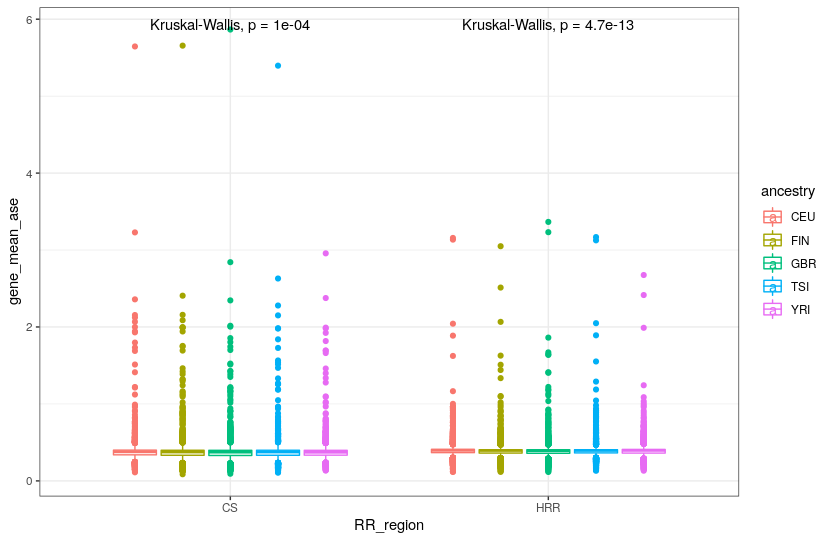 Kruskal-Wallis, p = 1e-04
Kruskal-Wallis, p = 4.7e-13
6
4
2
0
gene_mean_ase
CS
HRR
RR_region
ancestry
a CEU
a FIN
a GBR
a TSI
a YRI